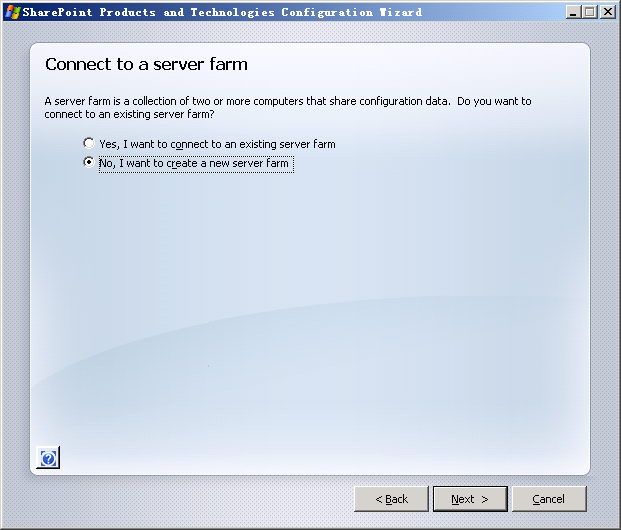 SharePoint Products and Technologies Configuration Wizard
Connect to a server farm
A server farm is a collection of two or more computers that share configuration data. Do you want to
connect to an existing server farm?
Yes, I want to connect to an existing server farm
No, I want to create a new server farm
?
< Back
Next >
Cancel